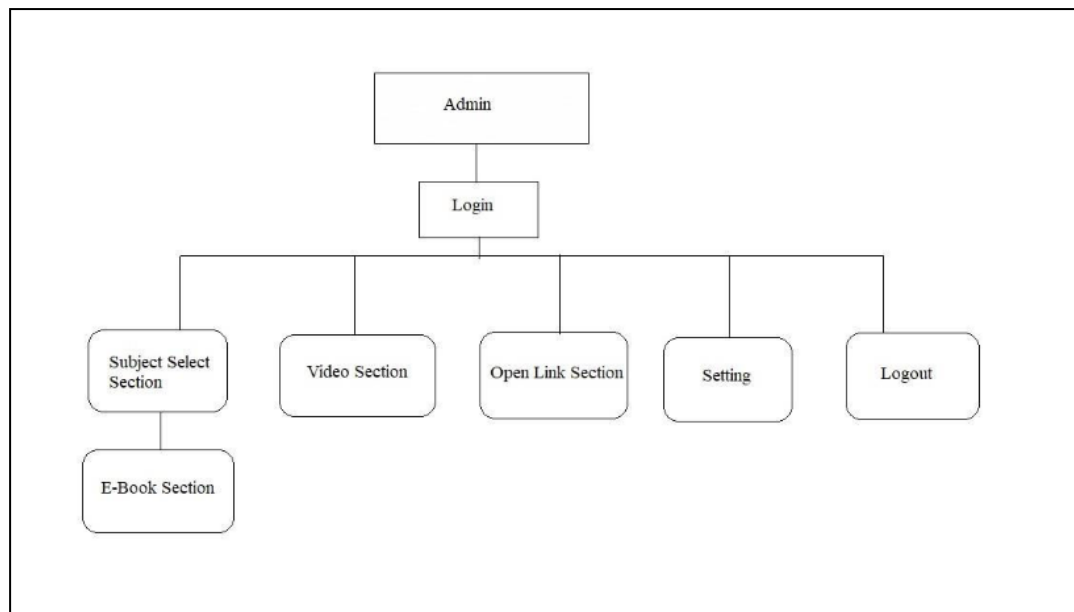 Admin
Login
Subject Select
Section
Video Section
Open Link Section
Setting
Logout
E-Book Section